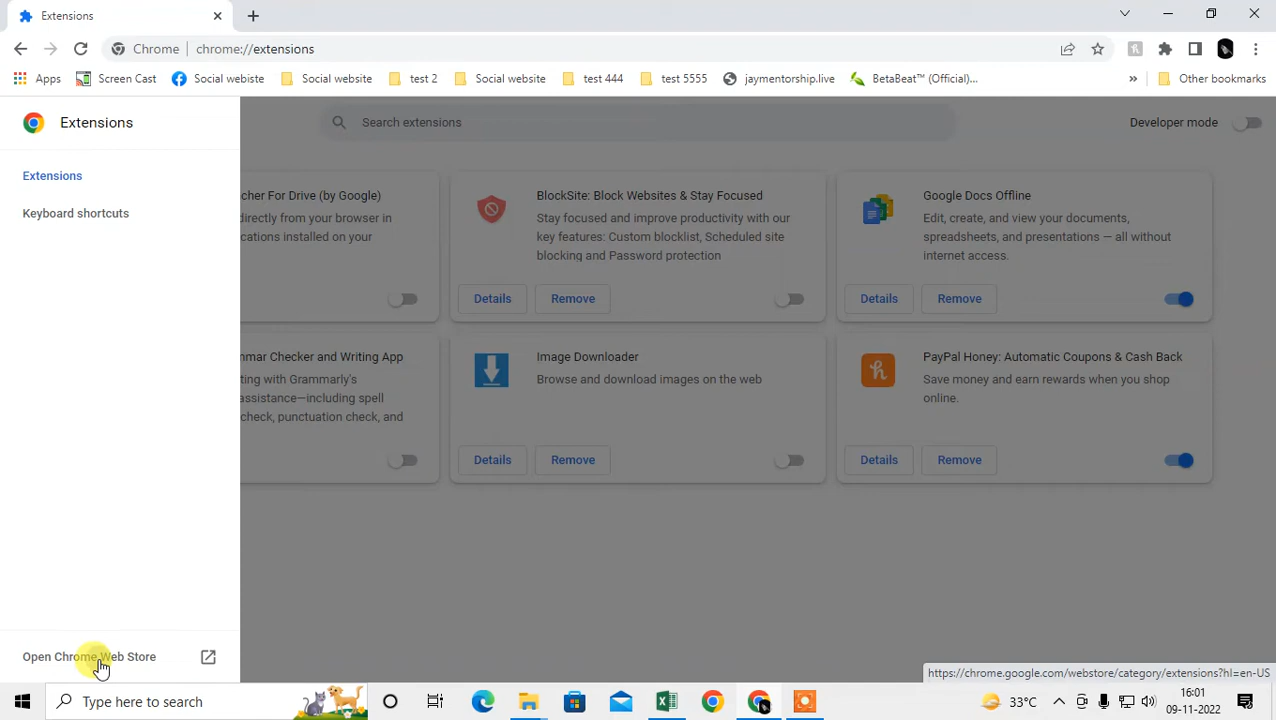 Extensions
Chrome
chrome://extensions
Apps
Screen Cast
Social webiste
Social website
test 2
Social website
test 444
test 5555
jaymentorship.live
BetaBeat™ (Official)...
»
Other bookmarks
Extensions
Search extensions
Developer mode
Extensions
Keyboard shortcuts
cher For Drive (by Google)
directly from your browser in
cations installed on your
BlockSite: Block Websites & Stay Focused
Stay focused and improve productivity with our
key features: Custom blocklist, Scheduled site
blocking and Password protection
Details
Remove
Google Docs Offline
Edit, create, and view your documents,
spreadsheets, and presentations — all without
internet access.
Details
Remove
mmar Checker and Writing App
ting with Grammarly's
assistance—including spell
check, punctuation check, and
Image Downloader
Browse and download images on the web
Details
Remove
PayPal Honey: Automatic Coupons & Cash Back
Save money and earn rewards when you shop
online.
Details
Remove
Open Chrome Web Store
https://chrome.google.com/webstore/category/extensions?hl=en-US
Type here to search
33°C
16:01
09-11-2022